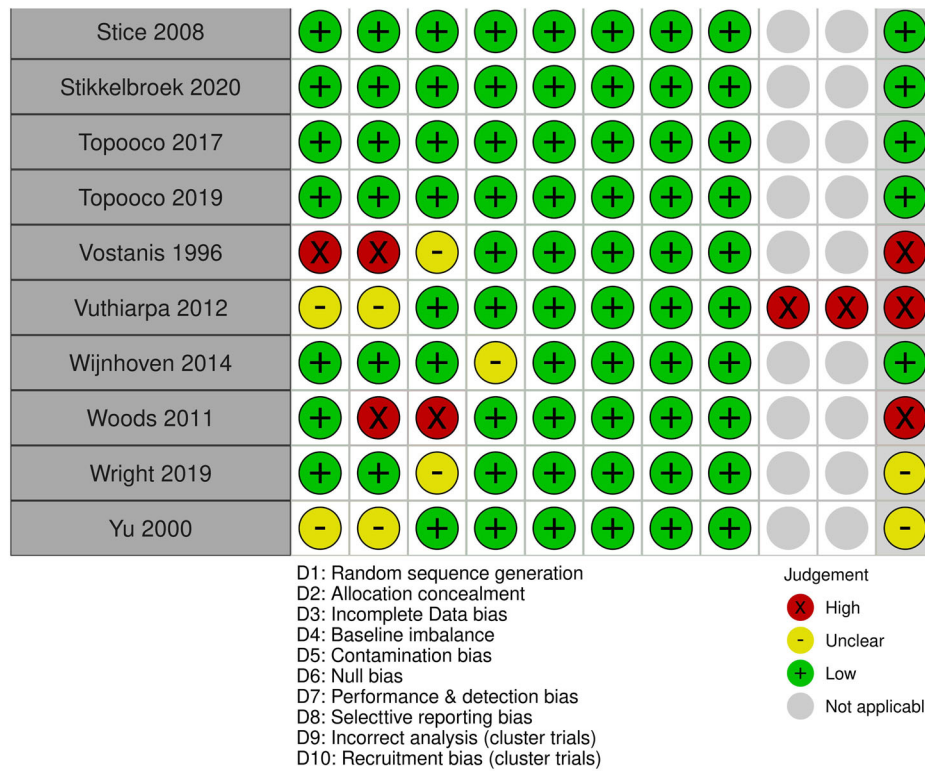 Stice 2008 + + + + + + + + +
Stikkelbroek 2020 + + + + + + + + +
Topooco 2017 + + + + + + + + +
Topooco 2019 + + + + + + + + +
Vostanis 1996 X X - + + + + + X
Vuthiarpa 2012 - - + + + + + + X X X
Wijnhoven 2014 + + + - + + + + +
Woods 2011 + X X + + + + + X
Wright 2019 + + - + + + + + -
Yu 2000 - - + + + + + + -
D1: Random sequence generation
D2: Allocation concealment
D3: Incomplete Data bias
D4: Baseline imbalance
D5: Contamination bias
D6: Null bias
D7: Performance & detection bias
D8: Selecttive reporting bias
D9: Incorrect analysis (cluster trials)
D10: Recruitment bias (cluster trials)
Judgement
X High
- Unclear
+ Low
Not applicabl